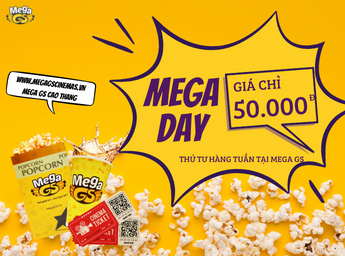 Mega
GS
WWW.MEGAGSCINEMAS.VN
MEGA GS CAO THANG
MEGA
DAY
GIÁ CHỈ
50.000Đ
THỨ TƯ HÀNG TUẦN TẠI MEGA GS
POPCORN
POPCORN
Mega
GS
Mega
GS
CINEMA
TICKET